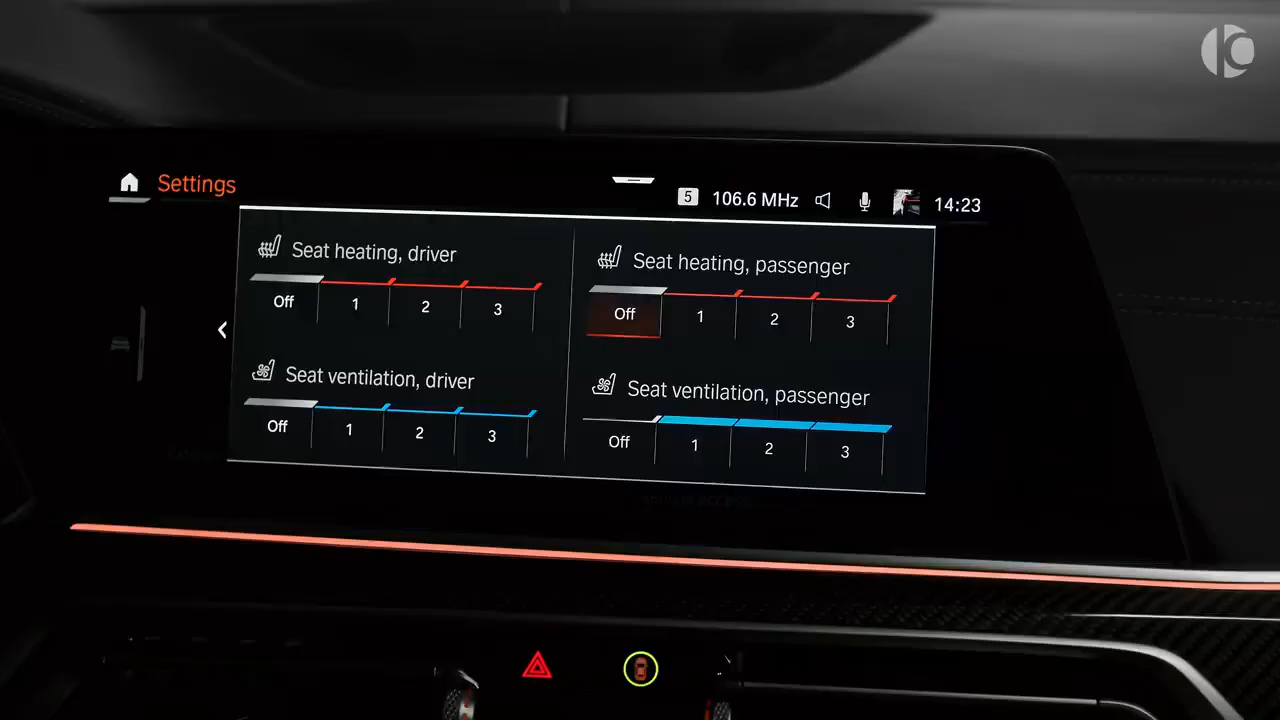 Settings
5 106.6 MHz 14:23
Seat heating, driver
Off 1 2 3
Seat heating, passenger
Off 1 2 3
Seat ventilation, driver
Off 1 2 3
Seat ventilation, passenger
Off 1 2 3